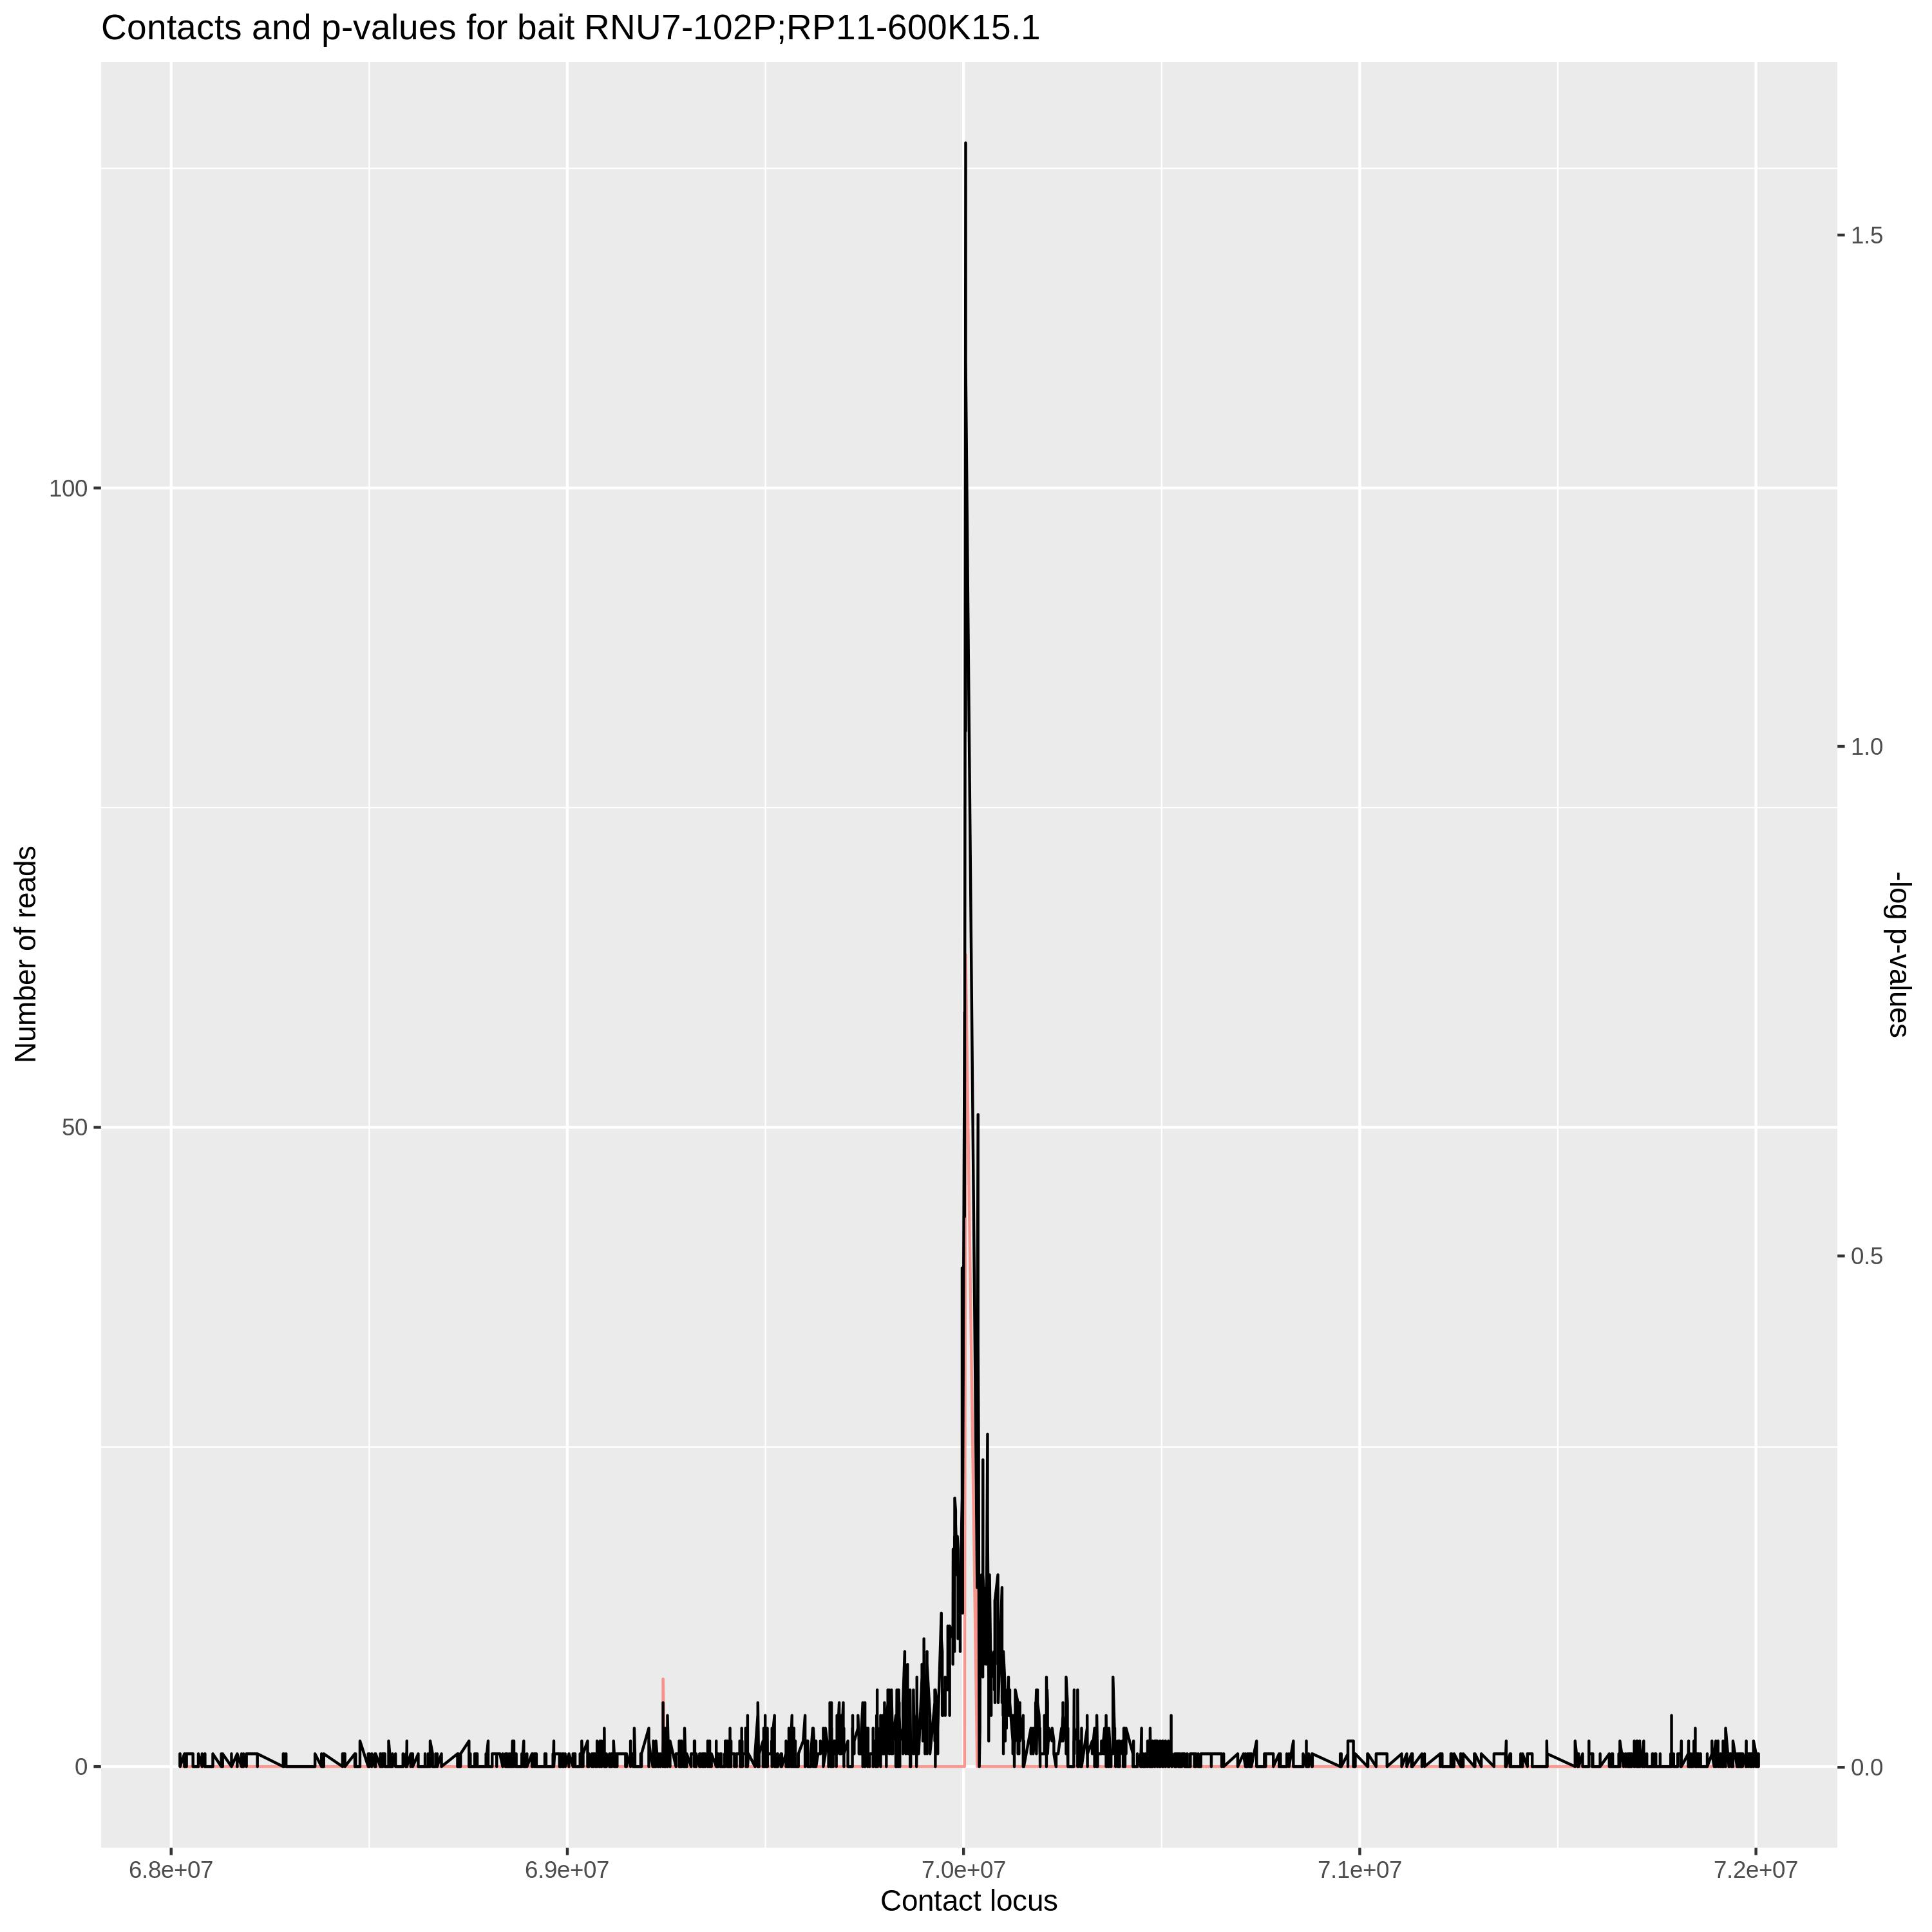 Contacts and p-values for bait RNU7-102P;RP11-600K15.1
Number of reads
100
50
0
1.5
1.0
0.5
0.0
-log p-values
6.8e+07 6.9e+07 7.0e+07 7.1e+07 7.2e+07
Contact locus